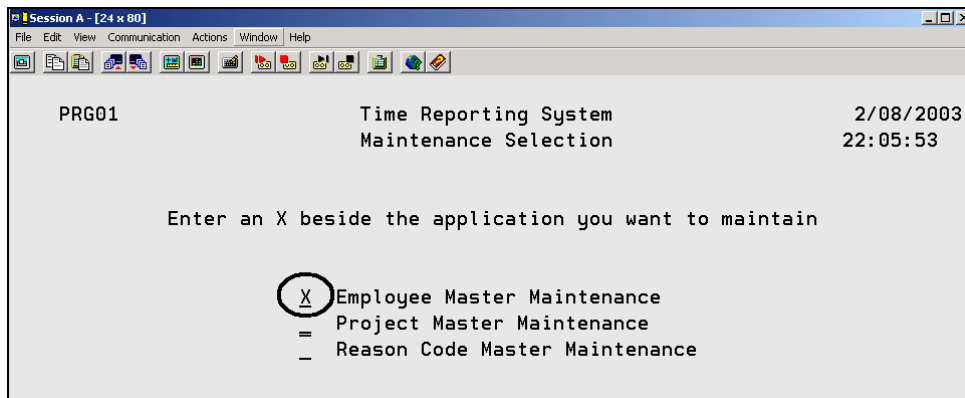 Session A - [24 x 80]
File Edit View Communication Actions Window Help
PRG01 Time Reporting System 2/08/2003
Maintenance Selection 22:05:53
Enter an X beside the application you want to maintain
X Employee Master Maintenance
_ Project Master Maintenance
_ Reason Code Master Maintenance